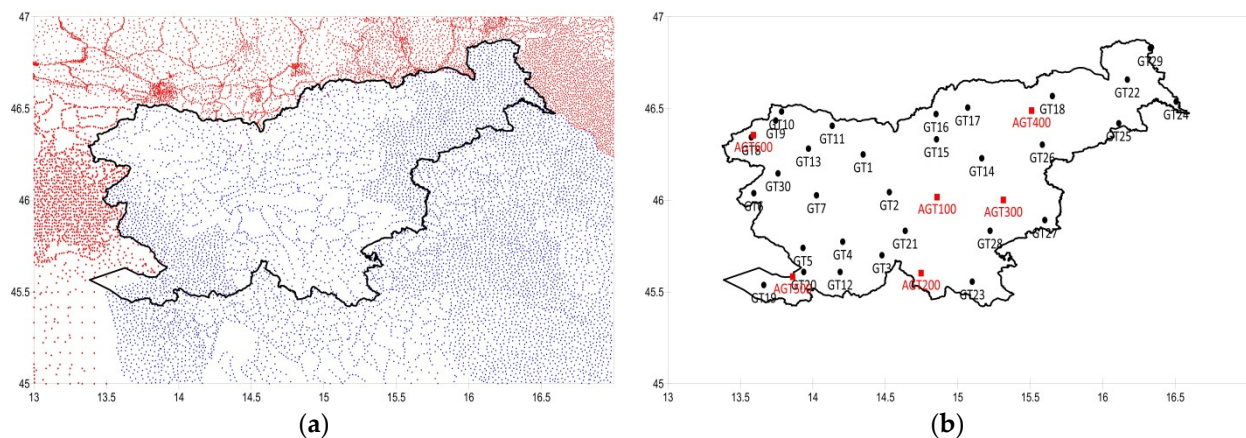 47
46.5
46
45.5
45
13
13.5
14
14.5
15
15.5
16
16.5
(a)
47
46.5
46
45.5
45
GT29
GT22
GT24
GT18
GT17
AGT400
GT10
GT9
GT16
GT25
GT11
AGT600
GT15
GT26
GT13
GT1
GT14
GT30
GT7
GT2
AGT100
AGT300
GT27
GT21
GT28
GT5
GT4
GT3
GT20
GT12
AGT200
GT19
GT23
13
13.5
14
14.5
15
15.5
16
16.5
(b)